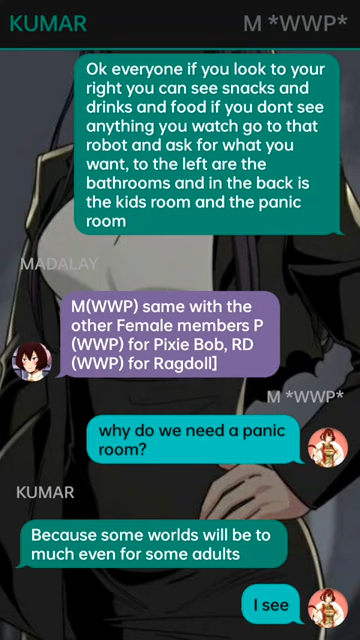 KUMAR
M *WWP*
Ok everyone if you look to your
right you can see snacks and
drinks and food if you dont see
anything you watch go to that
robot and ask for what you
want, to the left are the
bathrooms and in the back is
the kids room and the panic
room
MADALAY
M(WWP) same with the
other Female members P
(WWP) for Pixie Bob, RD
(WWP) for Ragdoll]
M *WWP*
why do we need a panic
room?
KUMAR
Because some worlds will be to
much even for some adults
I see